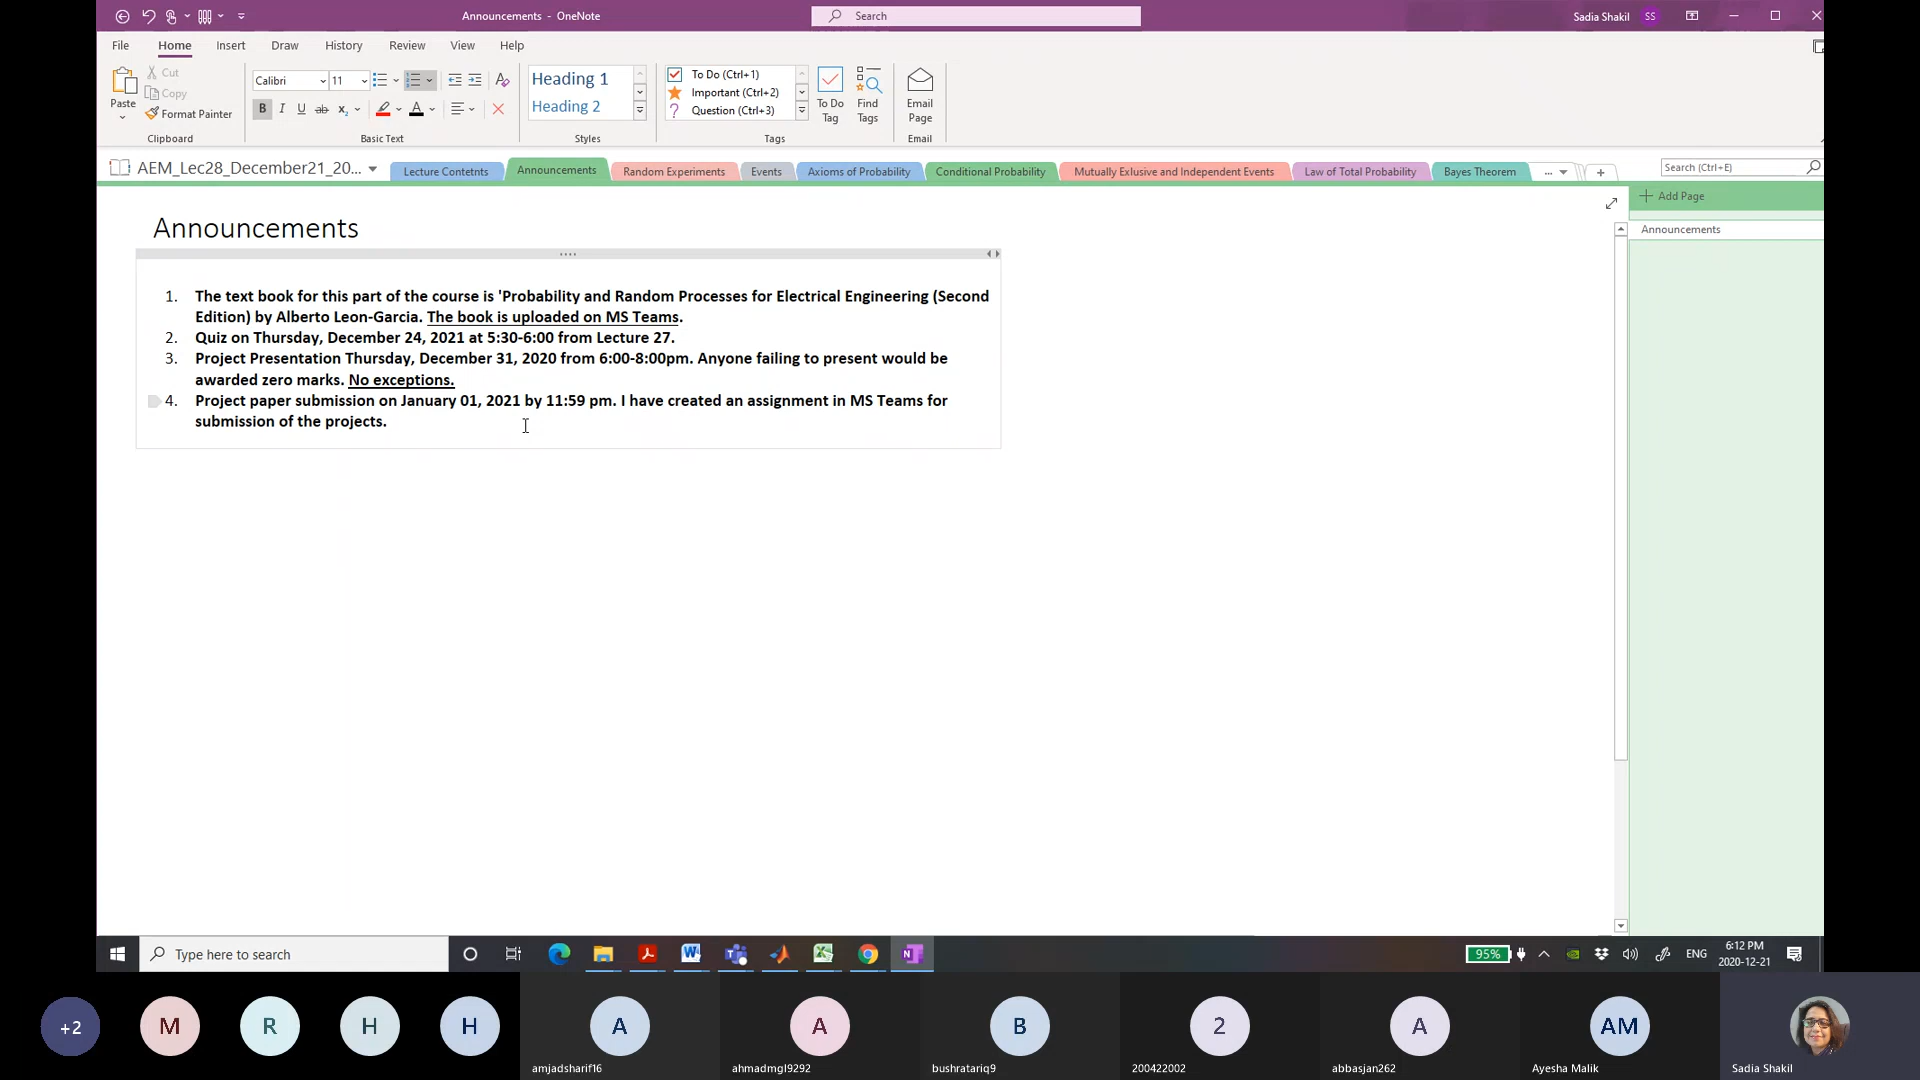 Announcements - OneNote
Search
Sadia Shakil
SS
File Home Insert Draw History Review View Help
Paste
Cut
Copy
Format Painter
Clipboard
Calibri 11
B I U ab
Basic Text
Heading 1
Heading 2
Styles
To Do (Ctrl+1)
Important (Ctrl+2)
Question (Ctrl+3)
Tags
To Do
Tag
Find
Tags
Email
Page
Email
AEM_Lec28_December21_20...
Lecture Contetnts
Announcements
Random Experiments
Events
Axioms of Probability
Conditional Probability
Mutually Exlusive and Independent Events
Law of Total Probability
Bayes Theorem
...
Search (Ctrl+E)
Add Page
Announcements
Announcements
1. The text book for this part of the course is 'Probability and Random Processes for Electrical Engineering (Second
Edition) by Alberto Leon-Garcia. The book is uploaded on MS Teams.
2. Quiz on Thursday, December 24, 2021 at 5:30-6:00 from Lecture 27.
3. Project Presentation Thursday, December 31, 2020 from 6:00-8:00pm. Anyone failing to present would be
awarded zero marks. No exceptions.
4. Project paper submission on January 01, 2021 by 11:59 pm. I have created an assignment in MS Teams for
submission of the projects.
Type here to search
95%
ENG
6:12 PM
2020-12-21
+2
M
R
H
H
A
amjadsharif16
A
ahmadmgl9292
B
bushratariq9
2
200422002
A
abbasjan262
AM
Ayesha Malik
Sadia Shakil